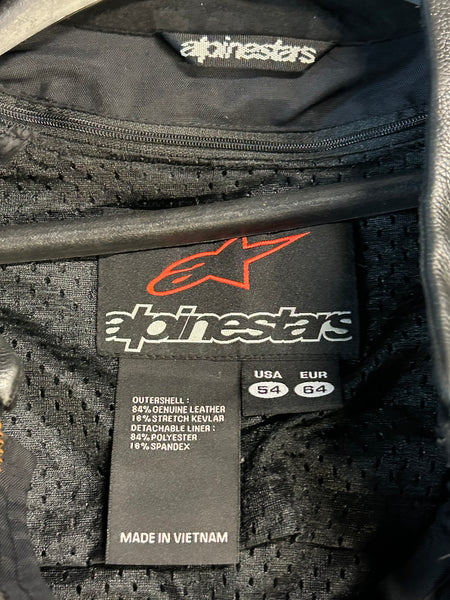 alpinestars
alpinestars
USA EUR
54 64
OUTERSHELL :
84% GENUINE LEATHER
16% STRETCH KEVLAR
DETACHABLE LINER :
84% POLYESTER
16% SPANDEX
MADE IN VIETNAM